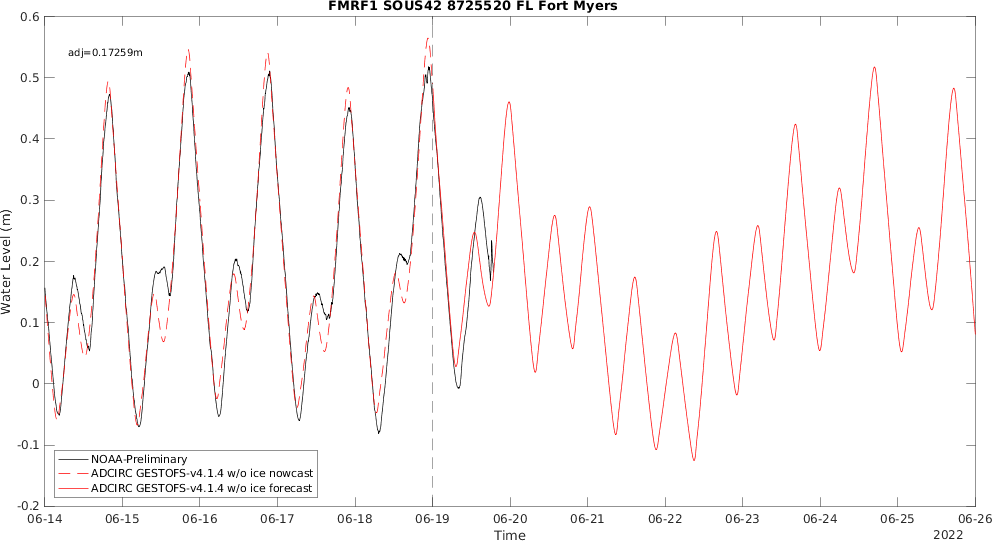 FMRF1 SOUS42 8725520 FL Fort Myers
adj=0.17259m
Water Level (m)
0.6
0.5
0.4
0.3
0.2
0.1
0
-0.1
-0.2
NOAA-Preliminary
ADCIRC GESTOFS-v4.1.4 w/o ice nowcast
ADCIRC GESTOFS-v4.1.4 w/o ice forecast
06-14 06-15 06-16 06-17 06-18 06-19 06-20 06-21 06-22 06-23 06-24 06-25 06-26
Time
2022